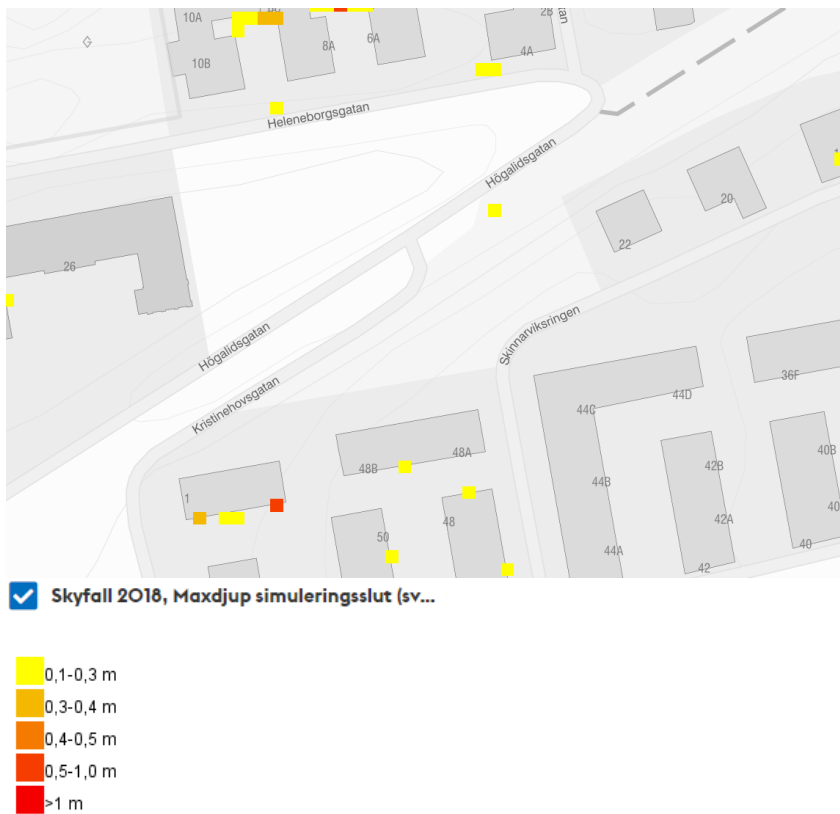 10A
2B
8A
6A
4A
10B
Heleneborgsgatan
Högalidsgatan
20
22
26
Skinnarviksringen
Högalidsgatan
36F
Kristinehovsgatan
44D
44C
48B
48A
40B
42B
1
44B
48
42A
50
44A
42
40
Skyfall 2018, Maxdjup simuleringsslut (sv...
0,1-0,3 m
0,3-0,4 m
0,4-0,5 m
0,5-1,0 m
>1 m